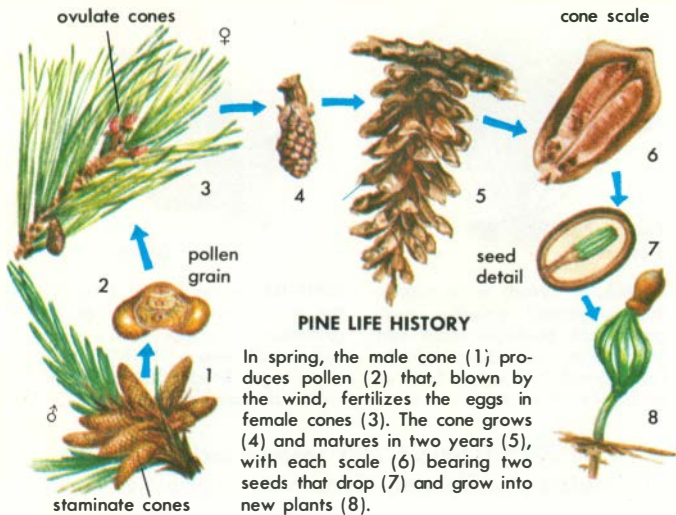 ovulate cones
♀
cone scale
3
4
5
6
2
pollen
grain
seed
detail
7
PINE LIFE HISTORY
1
♂
8
In spring, the male cone (1) pro-
duces pollen (2) that, blown by
the wind, fertilizes the eggs in
female cones (3). The cone grows
(4) and matures in two years (5),
with each scale (6) bearing two
seeds that drop (7) and grow into
new plants (8).
staminate cones